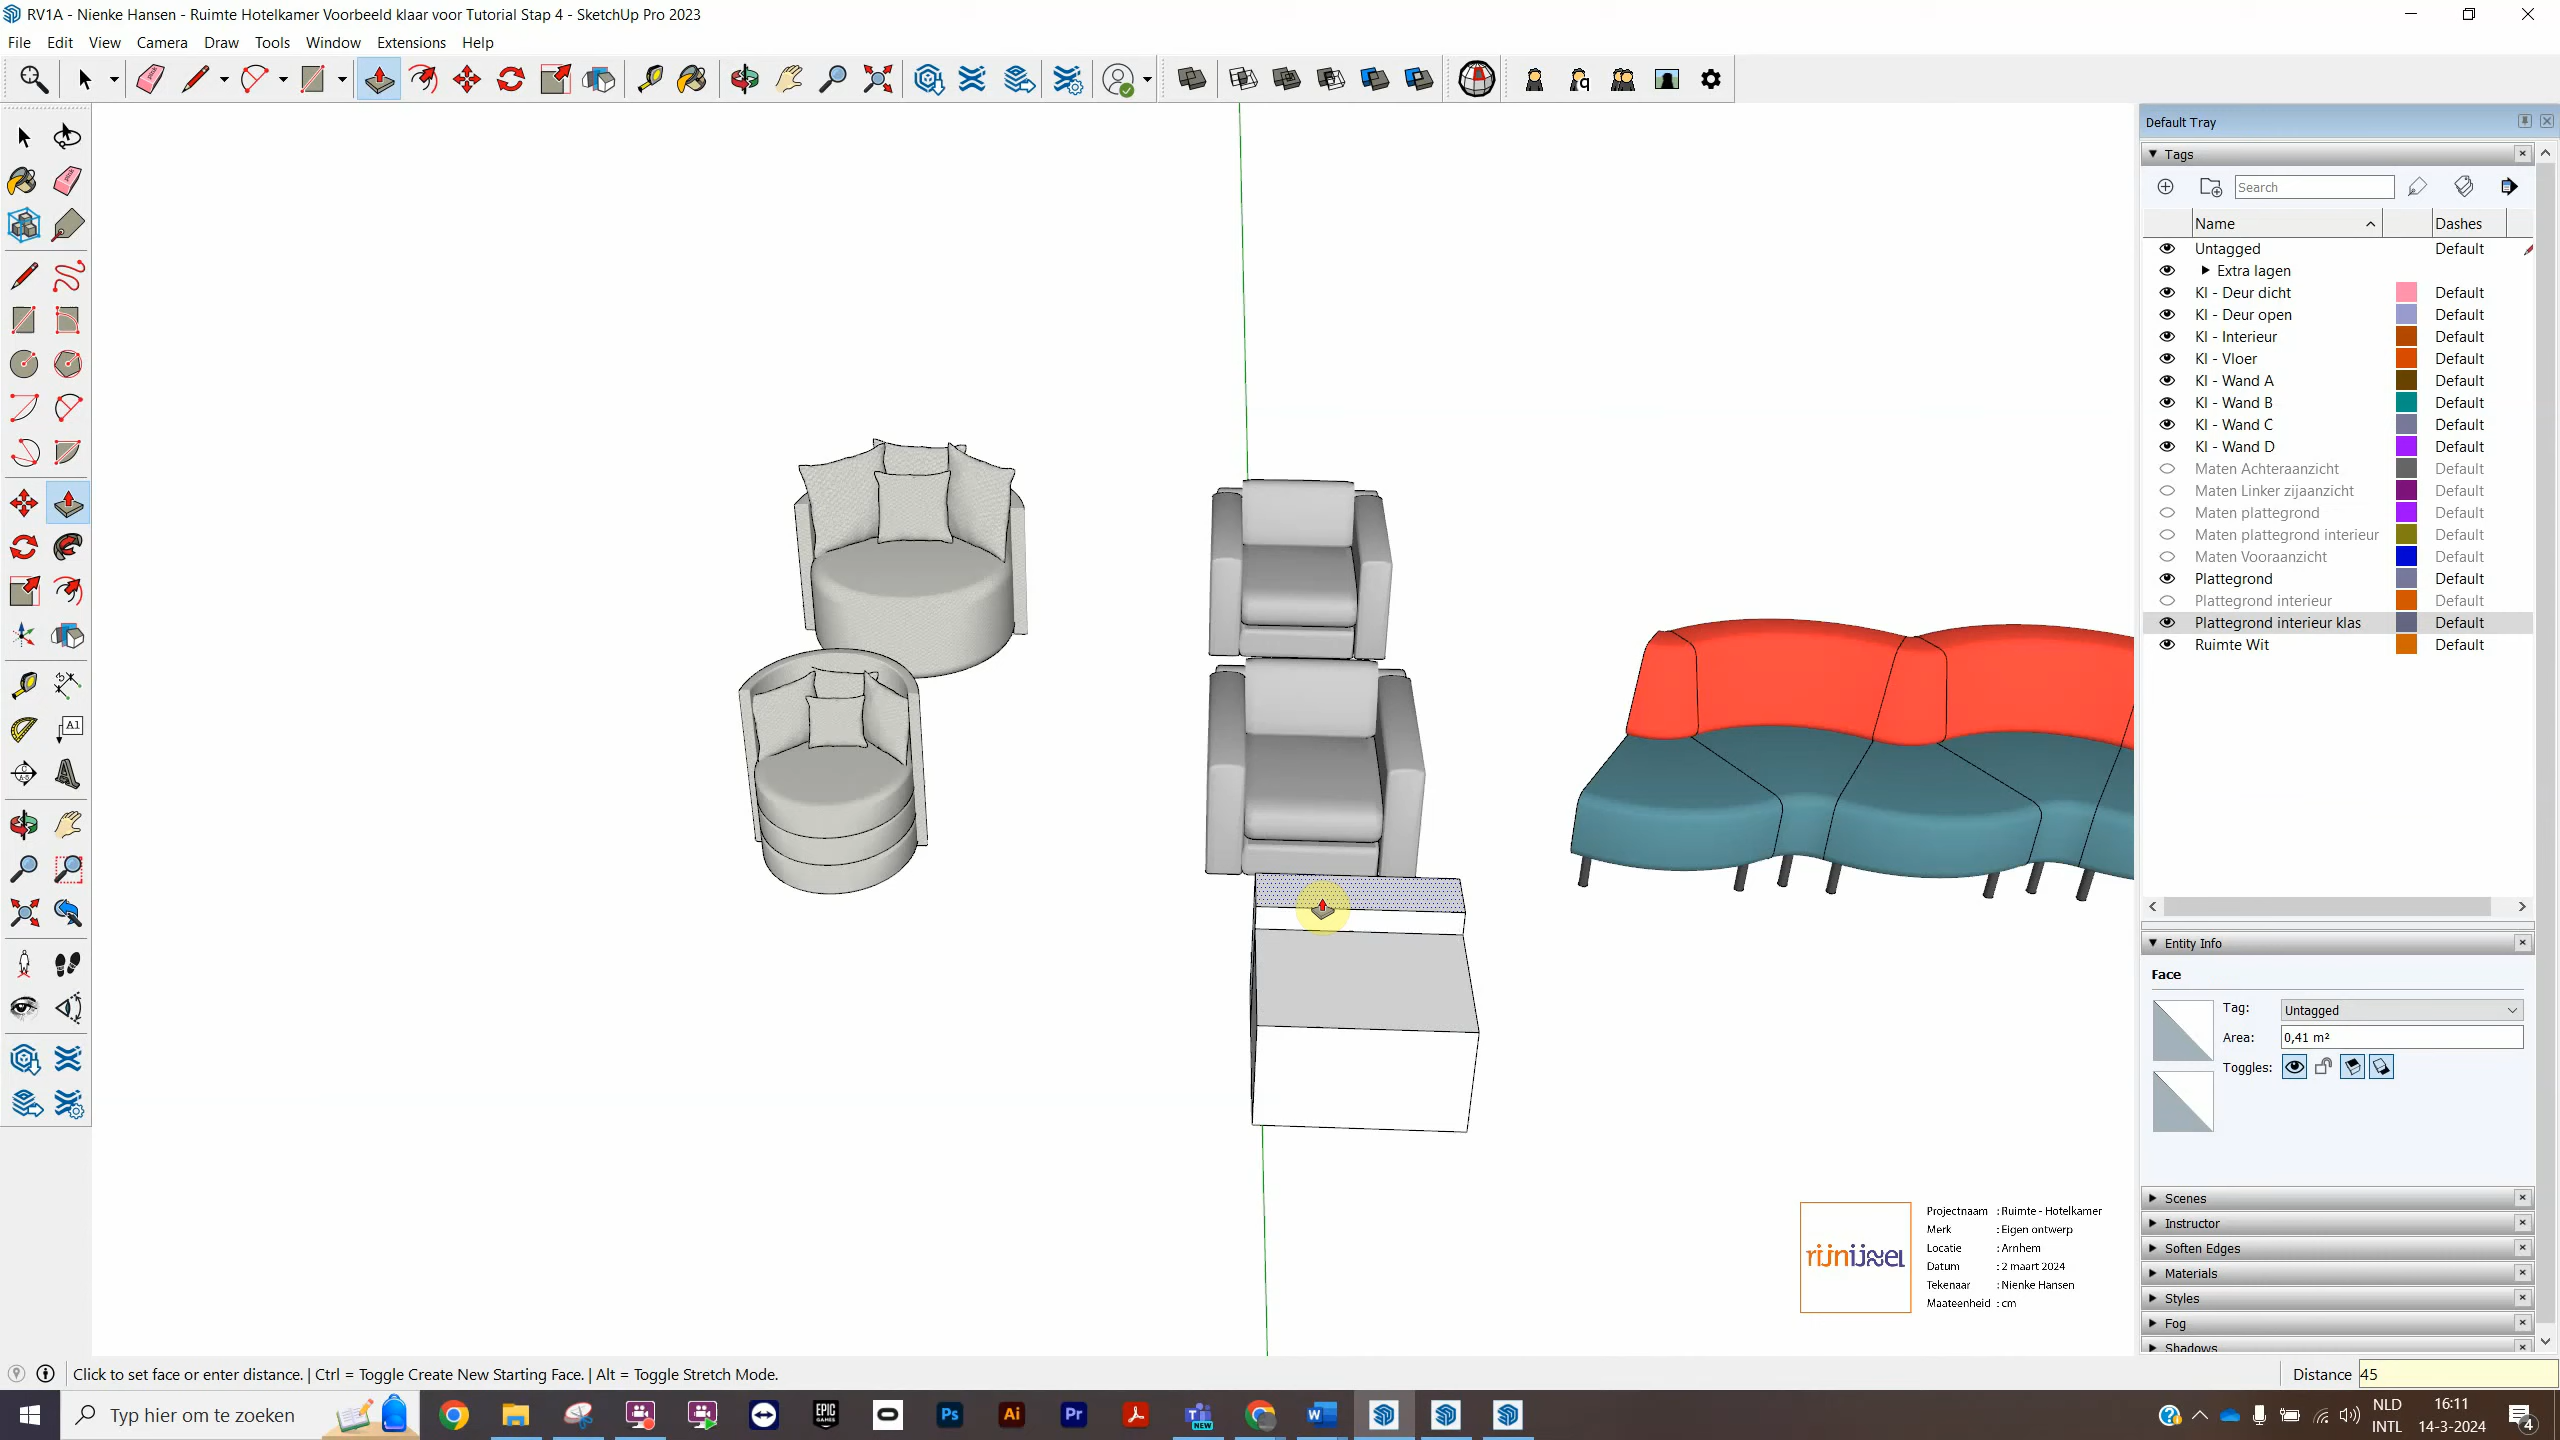 RV1A - Nienke Hansen - Ruimte Hotelkamer Voorbeeld klaar voor Tutorial Stap 4 - SketchUp Pro 2023
File Edit View Camera Draw Tools Window Extensions Help
Default Tray
Tags
Search
Name Dashes
Untagged Default
Extra lagen
KI - Deur dicht Default
KI - Deur open Default
KI - Interieur Default
KI - Vloer Default
KI - Wand A Default
KI - Wand B Default
KI - Wand C Default
KI - Wand D Default
Maten Achteraanzicht Default
Maten Linker zijaanzicht Default
Maten plattegrond Default
Maten plattegrond interieur Default
Maten Vooraanzicht Default
Plattegrond Default
Plattegrond interieur Default
Plattegrond interieur klas Default
Ruimte Wit Default
Entity Info
Face
Tag: Untagged
Area: 0,41 m²
Toggles:
Scenes
Instructor
Soften Edges
Materials
Styles
Fog
Shadows
rijnijssel
Projectnaam : Ruimte - Hotelkamer
Merk : Eigen ontwerp
Locatie : Arnhem
Datum : 2 maart 2024
Tekenaar : Nienke Hansen
Maateenheid : cm
Click to set face or enter distance. | Ctrl = Toggle Create New Starting Face. | Alt = Toggle Stretch Mode.
Distance 45
Typ hier om te zoeken
EPIC GAMES
Ps
Ai
Pr
NEW
NLD
INTL
16:11
14-3-2024
4